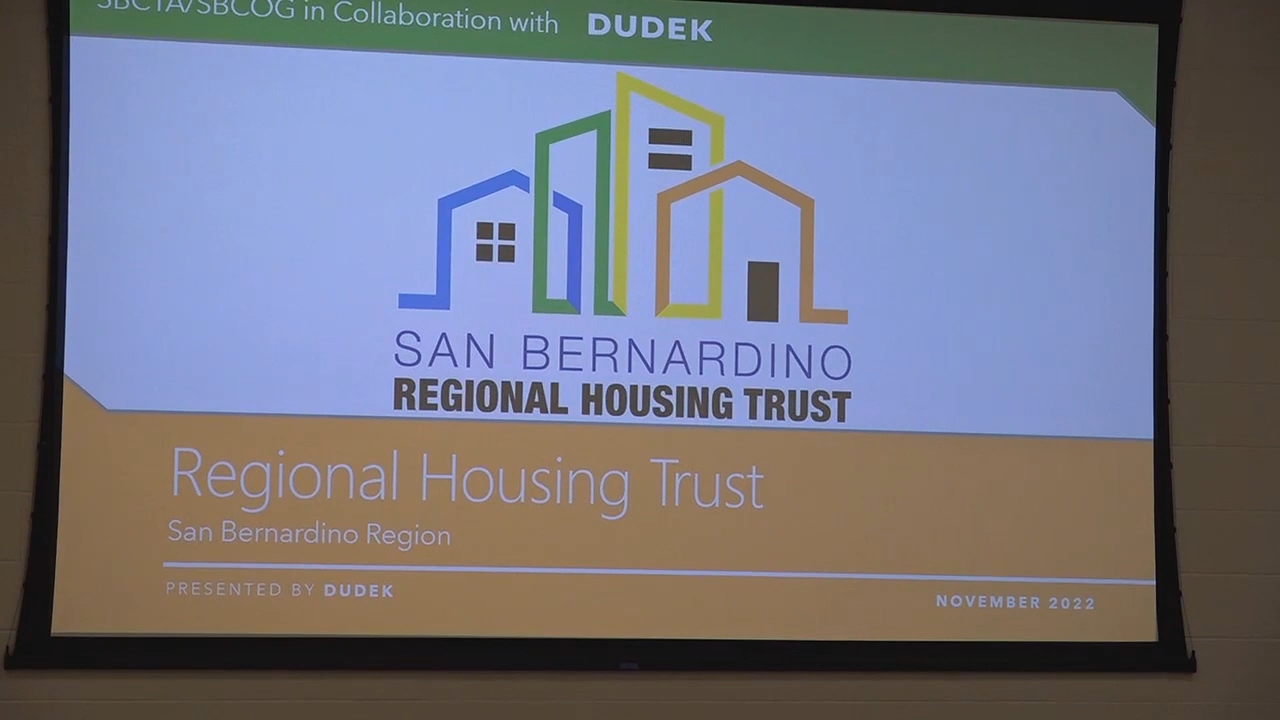 SBCTA/SBCOG in Collaboration with DUDEK
SAN BERNARDINO
REGIONAL HOUSING TRUST
Regional Housing Trust
San Bernardino Region
PRESENTED BY DUDEK
NOVEMBER 2022